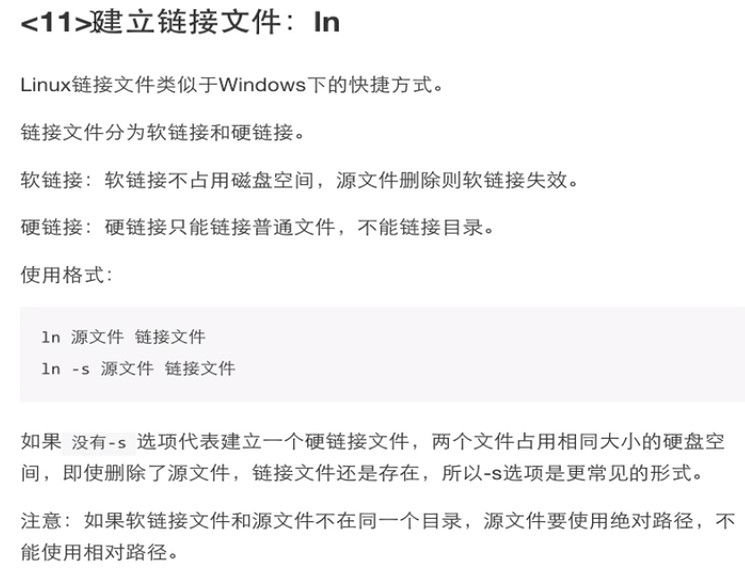 <11>建立链接文件：ln
Linux链接文件类似于Windows下的快捷方式。
链接文件分为软链接和硬链接。
软链接：软链接不占用磁盘空间，源文件删除则软链接失效。
硬链接：硬链接只能链接普通文件，不能链接目录。
使用格式：
ln 源文件 链接文件
ln -s 源文件 链接文件
如果 没有-s 选项代表建立一个硬链接文件，两个文件占用相同大小的硬盘空
间，即使删除了源文件，链接文件还是存在，所以-s选项是更常见的形式。
注意：如果软链接文件和源文件不在同一个目录，源文件要使用绝对路径，不
能使用相对路径。